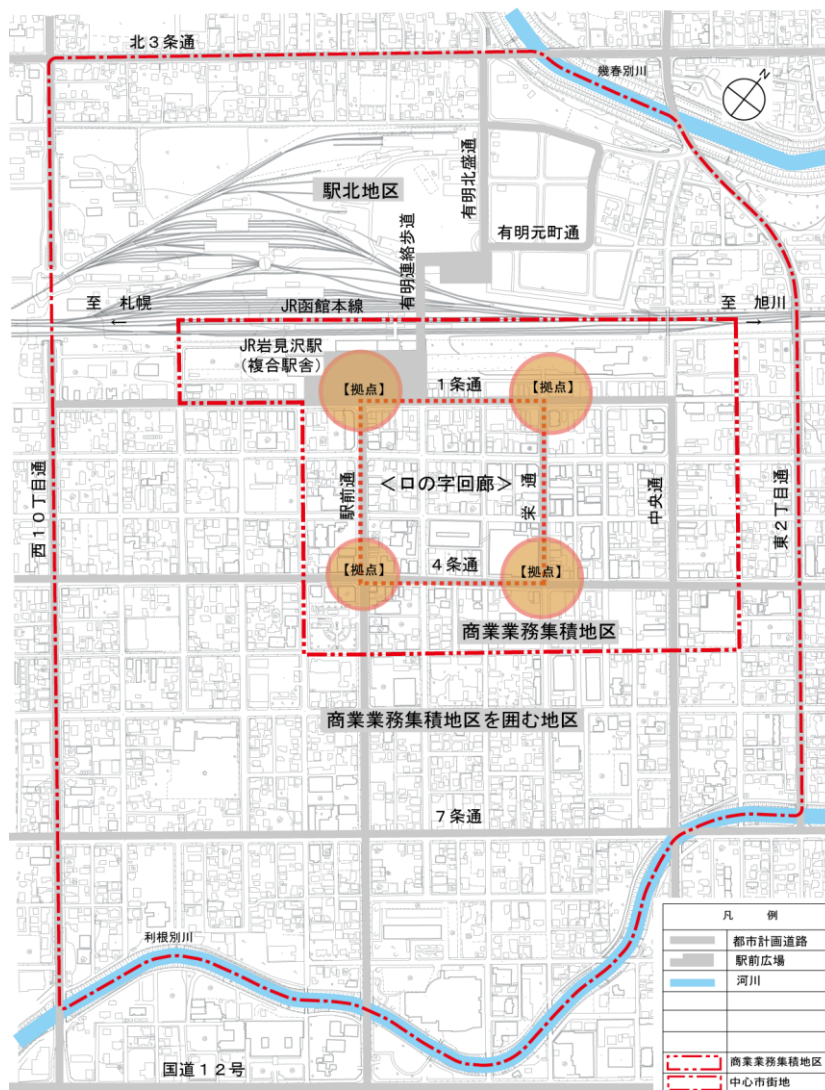 北3条通
幾春別川
N
駅北地区
有明北盛通
有明連絡歩道
有明元町通
至 札幌
←
JR函館本線
至 旭川
→
JR岩見沢駅
(複合駅舎)
【拠点】
1条通
【拠点】
西10丁目通
駅前通
<ロの字回廊>
栄通
中央通
東2丁目通
【拠点】
4条通
【拠点】
商業業務集積地区
商業業務集積地区を囲む地区
7条通
利根別川
国道12号
凡 例
都市計画道路
駅前広場
河川
商業業務集積地区
中心市街地